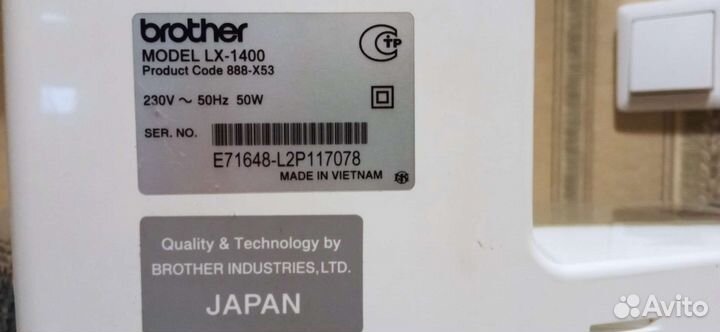 brother
MODEL LX-1400
Product Code 888-X53
230V ~ 50Hz 50W
SER. NO.
E71648-L2P117078
MADE IN VIETNAM
Quality & Technology by
BROTHER INDUSTRIES,LTD.
JAPAN
Avito